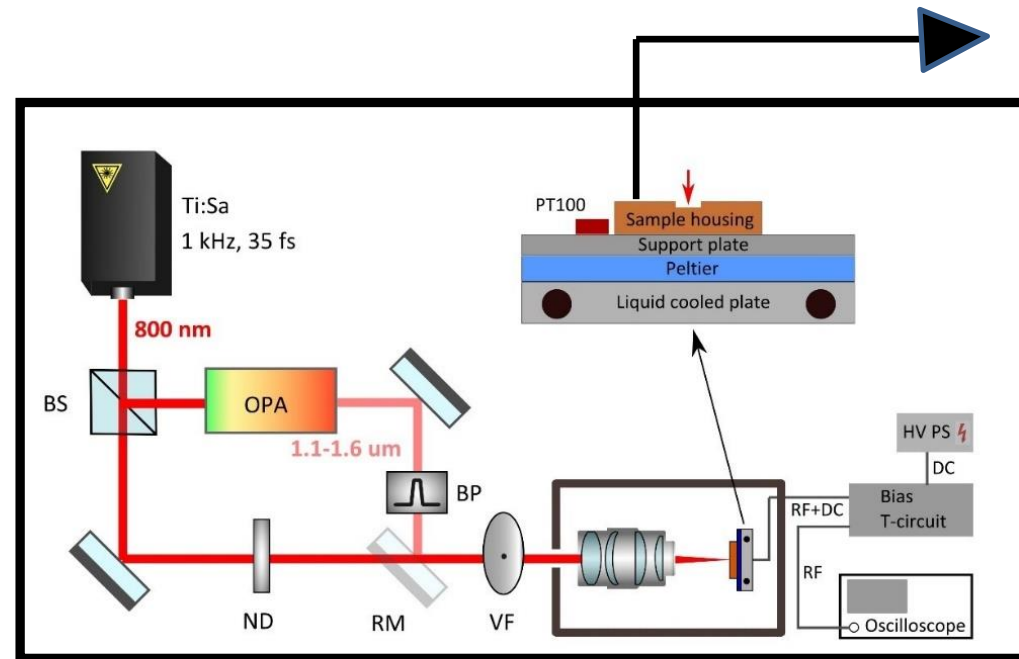 Ti:Sa
1 kHz, 35 fs
800 nm
BS
OPA
1.1-1.6 um
BP
ND
RM
VF
PT100
Sample housing
Support plate
Peltier
Liquid cooled plate
HV PS
DC
RF+DC
Bias
T-circuit
RF
Oscilloscope